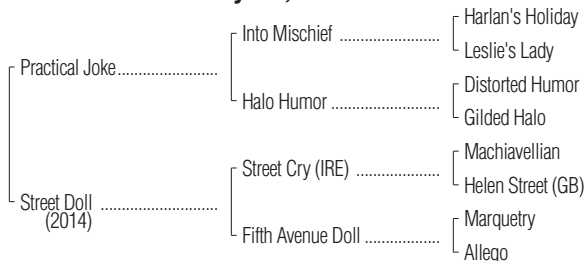 Harlan's Holiday
Into Mischief ....................
Leslie's Lady
Practical Joke....................
Distorted Humor
Halo Humor ......................
Gilded Halo
Machiavellian
Street Cry (IRE) .................
Helen Street (GB)
Street Doll .......................
(2014)
Marquetry
Fifth Avenue Doll ...............
Allego